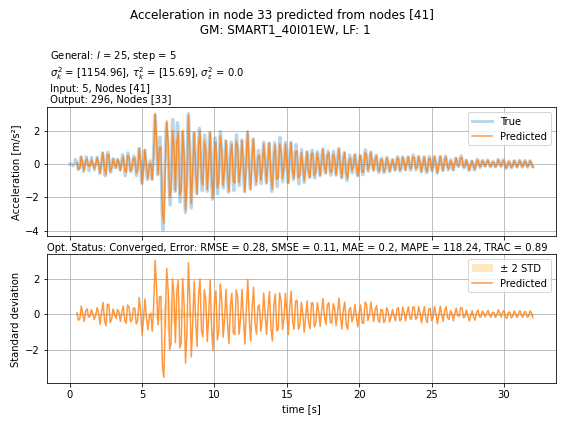 Acceleration in node 33 predicted from nodes [41]
GM: SMART1_40I01EW, LF: 1
General: l = 25, step = 5
σ²ₖ = [1154.96], τ²ₖ = [15.69], σ²ₑ = 0.0
Input: 5, Nodes [41]
Output: 296, Nodes [33]
Acceleration [m/s²]
2
0
−2
−4
True
Predicted
Opt. Status: Converged, Error: RMSE = 0.28, SMSE = 0.11, MAE = 0.2, MAPE = 118.24, TRAC = 0.89
Standard deviation
2
0
−2
± 2 STD
Predicted
0 5 10 15 20 25 30
time [s]